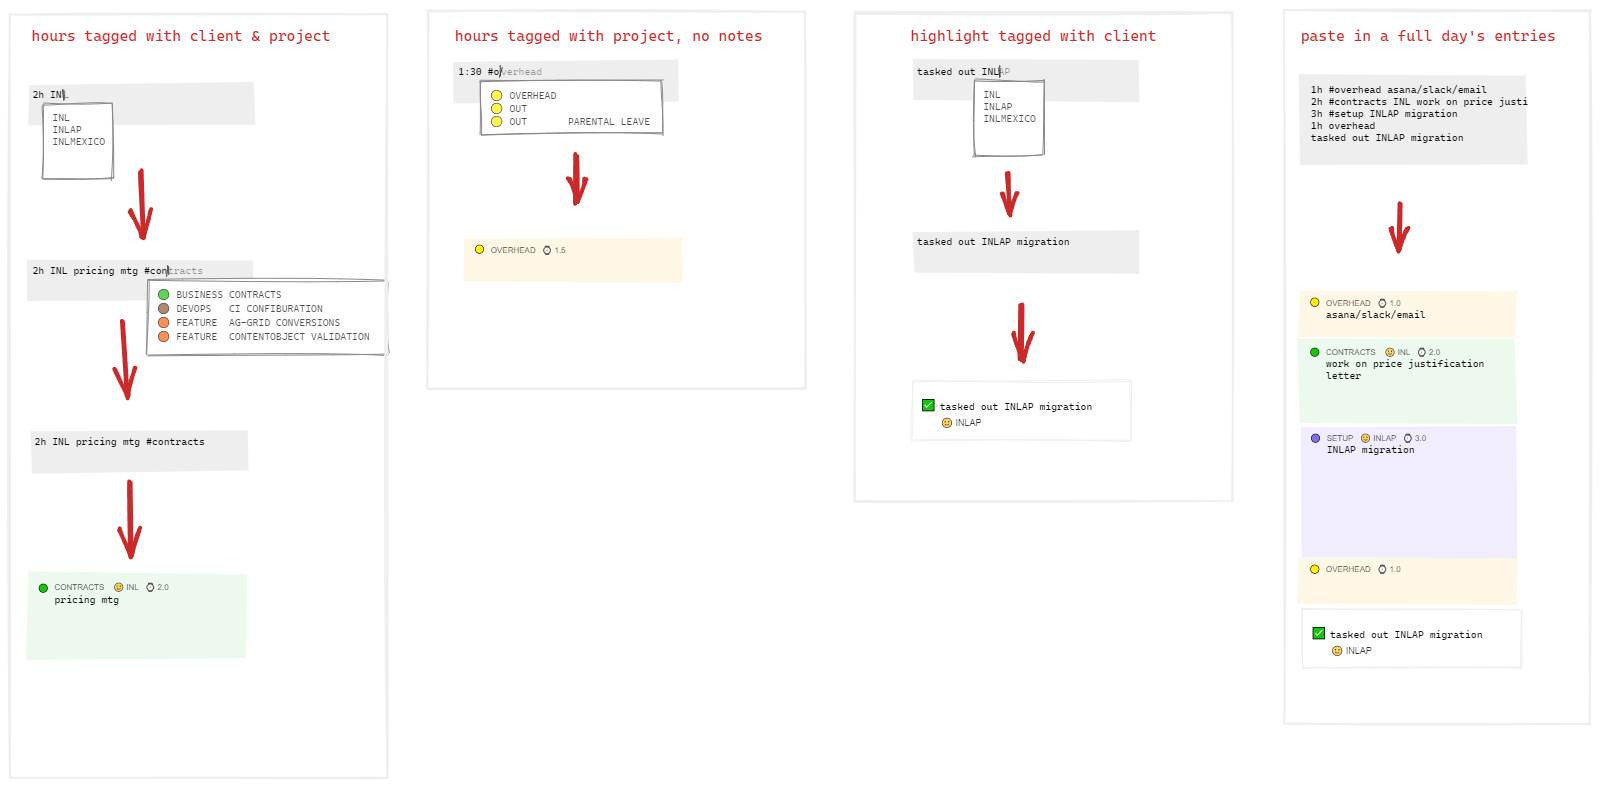 hours tagged with client & project
2h INL
INL
INLAP
INLMEXICO
2h INL pricing mtg #contracts
BUSINESS CONTRACTS
DEVOPS CI CONFIBURATION
FEATURE AG-GRID CONVERSIONS
FEATURE CONTENTOBJECT VALIDATION
2h INL pricing mtg #contracts
CONTRACTS INL 2.0
pricing mtg
hours tagged with project, no notes
1:30 #overhead
OVERHEAD
OUT
OUT PARENTAL LEAVE
OVERHEAD 1.5
highlight tagged with client
tasked out INLAP
INL
INLAP
INLMEXICO
tasked out INLAP migration
tasked out INLAP migration
INLAP
paste in a full day's entries
1h #overhead asana/slack/email
2h #contracts INL work on price justi
3h #setup INLAP migration
1h overhead
tasked out INLAP migration
OVERHEAD 1.0
asana/slack/email
CONTRACTS INL 2.0
work on price justification
letter
SETUP INLAP 3.0
INLAP migration
OVERHEAD 1.0
tasked out INLAP migration
INLAP